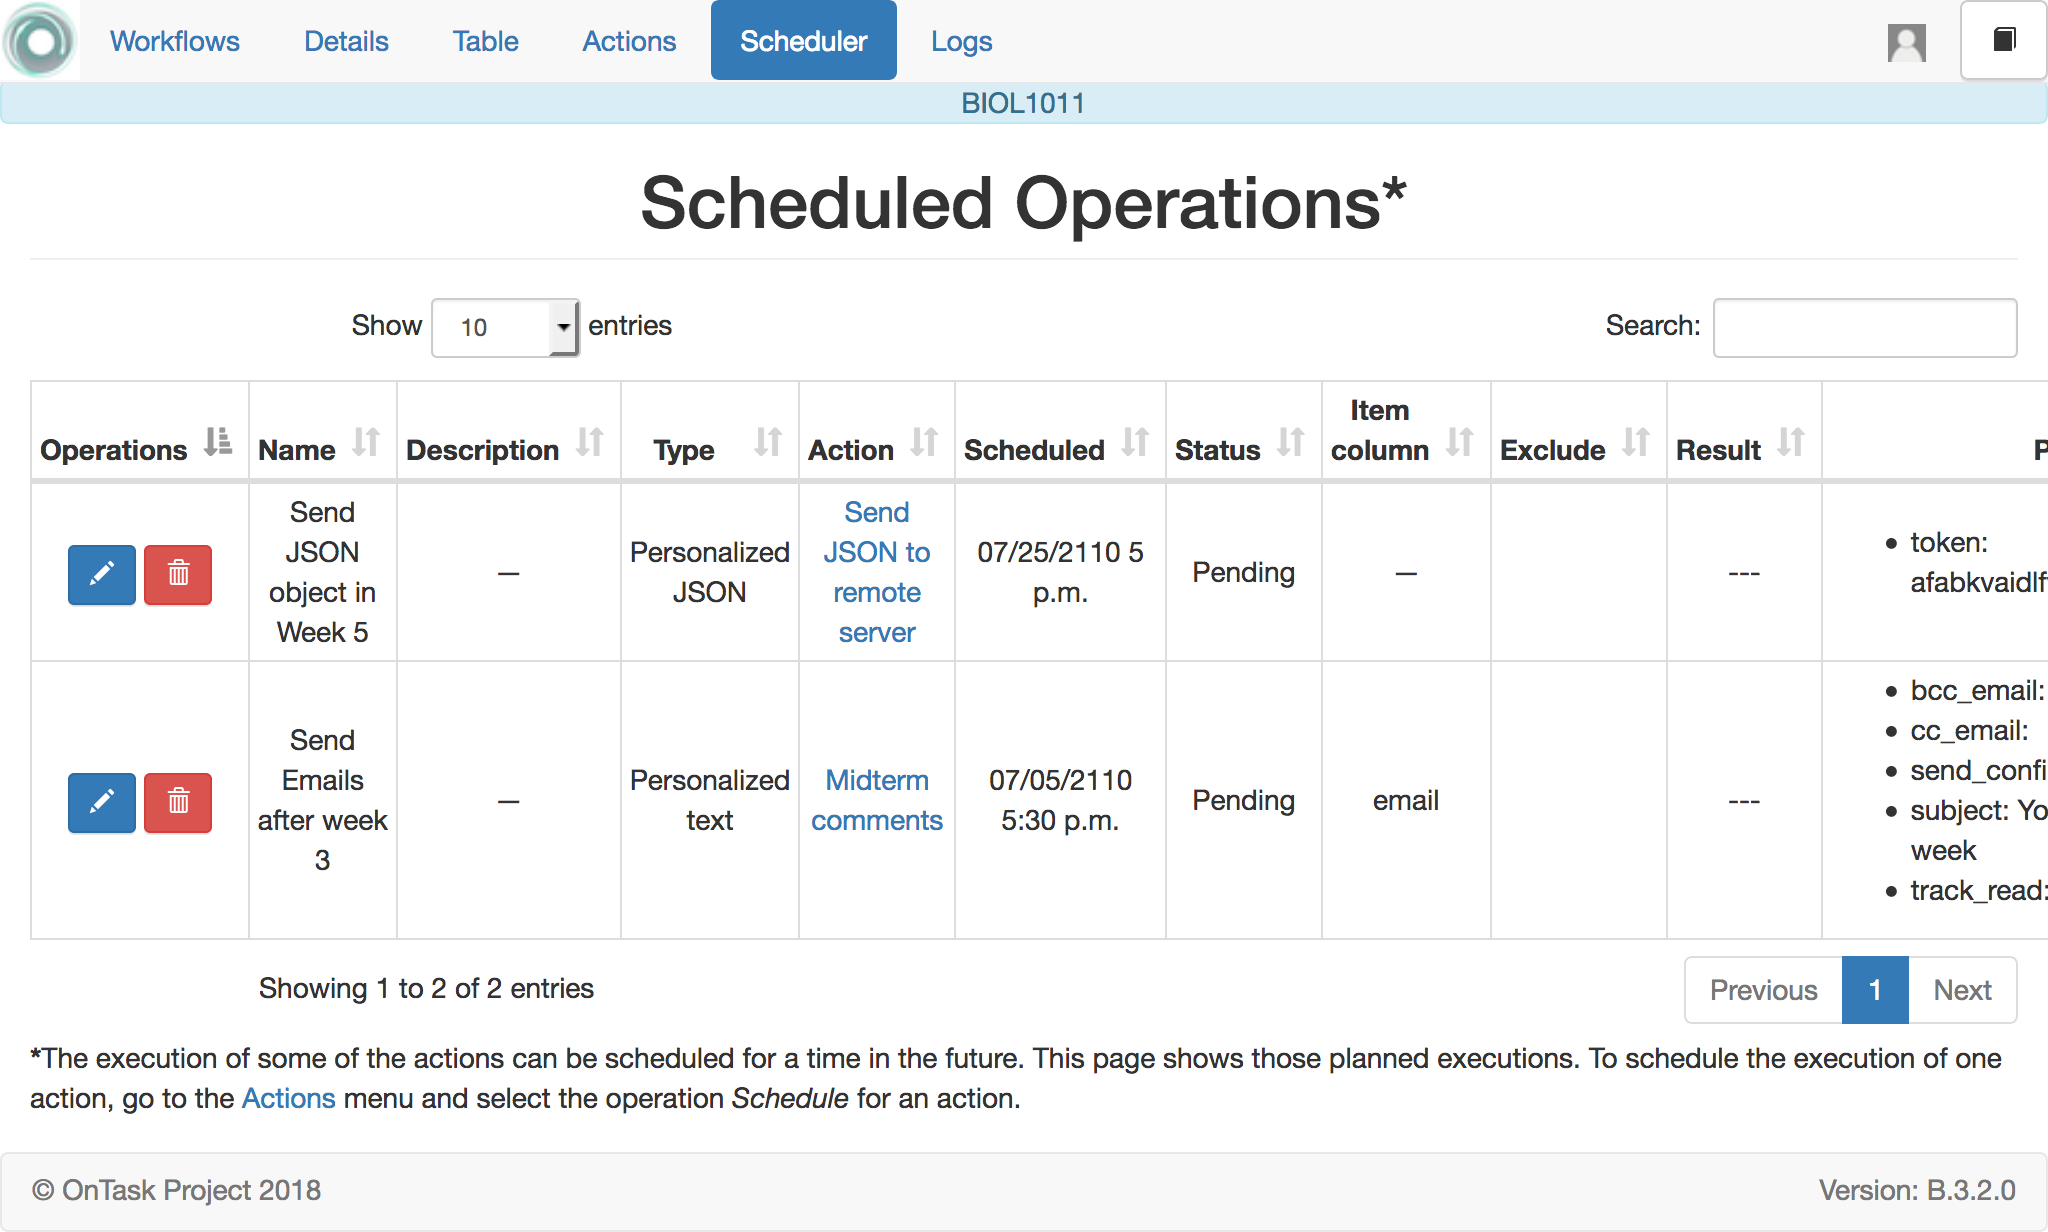 Workflows Details Table Actions Scheduler Logs
BIOL1011
Scheduled Operations*
Show 10 entries
Search:
Operations Name Description Type Action Scheduled Status Item column Exclude Result P
Send
JSON
object in
Week 5
—
Personalized
JSON
Send
JSON to
remote
server
07/25/2110 5
p.m.
Pending
—
---
• token:
afabkvaidlf
Send
Emails
after week
3
—
Personalized
text
Midterm
comments
07/05/2110
5:30 p.m.
Pending
email
---
• bcc_email:
• cc_email:
• send_confi
• subject: Yo
week
• track_read:
Showing 1 to 2 of 2 entries
Previous 1 Next
*The execution of some of the actions can be scheduled for a time in the future. This page shows those planned executions. To schedule the execution of one
action, go to the Actions menu and select the operation Schedule for an action.
© OnTask Project 2018
Version: B.3.2.0